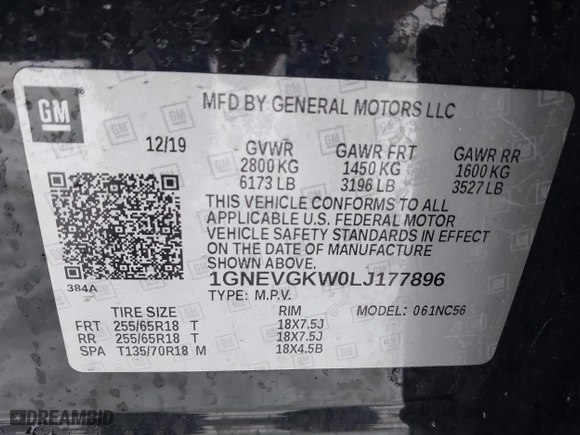 GM
MFD BY GENERAL MOTORS LLC
12/19 GVWR GAWR FRT GAWR RR
2800 KG 1450 KG 1600 KG
6173 LB 3196 LB 3527 LB
THIS VEHICLE CONFORMS TO ALL
APPLICABLE U.S. FEDERAL MOTOR
VEHICLE SAFETY STANDARDS IN EFFECT
ON THE DATE OF MANUFACTURE
SHOWN ABOVE.
384A
1GNEVGKW0LJ177896
TYPE: M.P.V. MODEL: 061NC56
TIRE SIZE RIM
FRT 255/65R18 T 18X7.5J
RR 255/65R18 T 18X7.5J
SPA T135/70R18 M 18X4.5B
DREAMBID